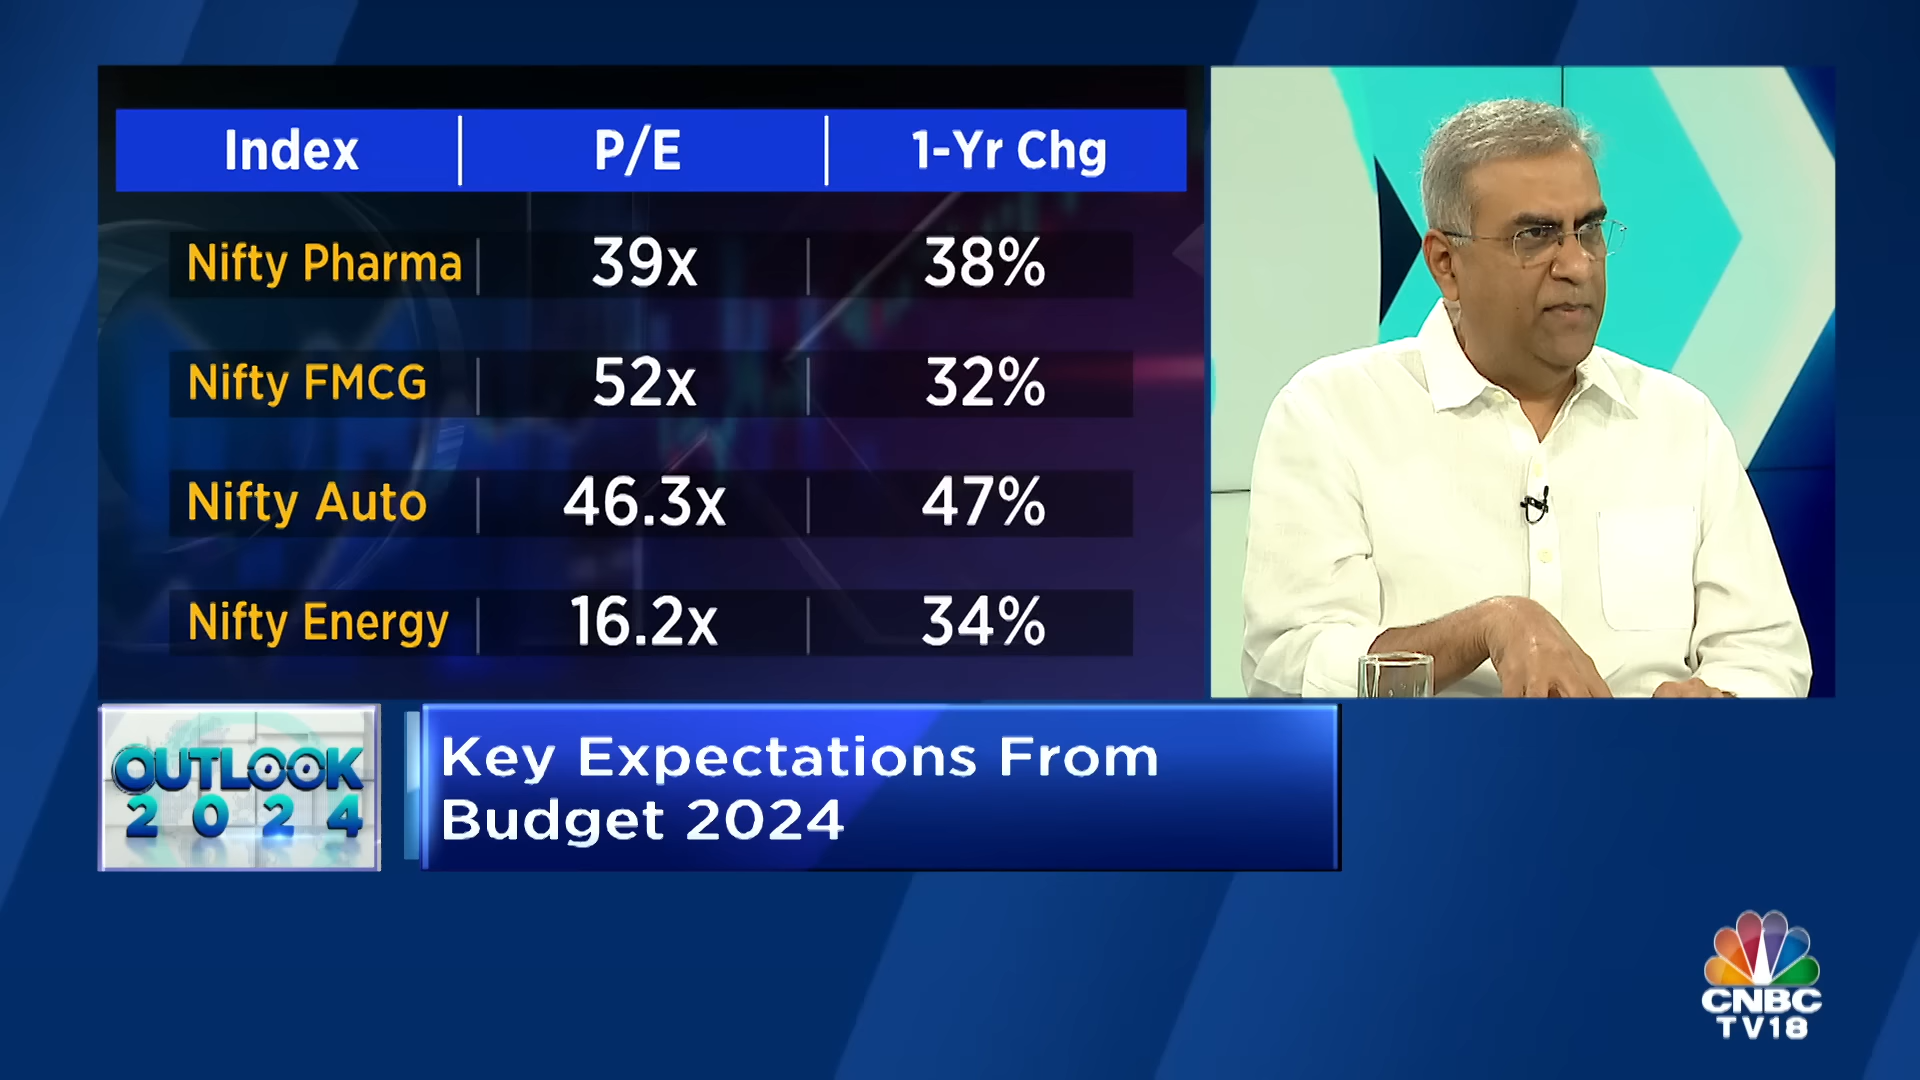 Index P/E 1-Yr Chg
Nifty Pharma 39x 38%
Nifty FMCG 52x 32%
Nifty Auto 46.3x 47%
Nifty Energy 16.2x 34%
OUTLOOK
2024
Key Expectations From
Budget 2024
CNBC
TV18